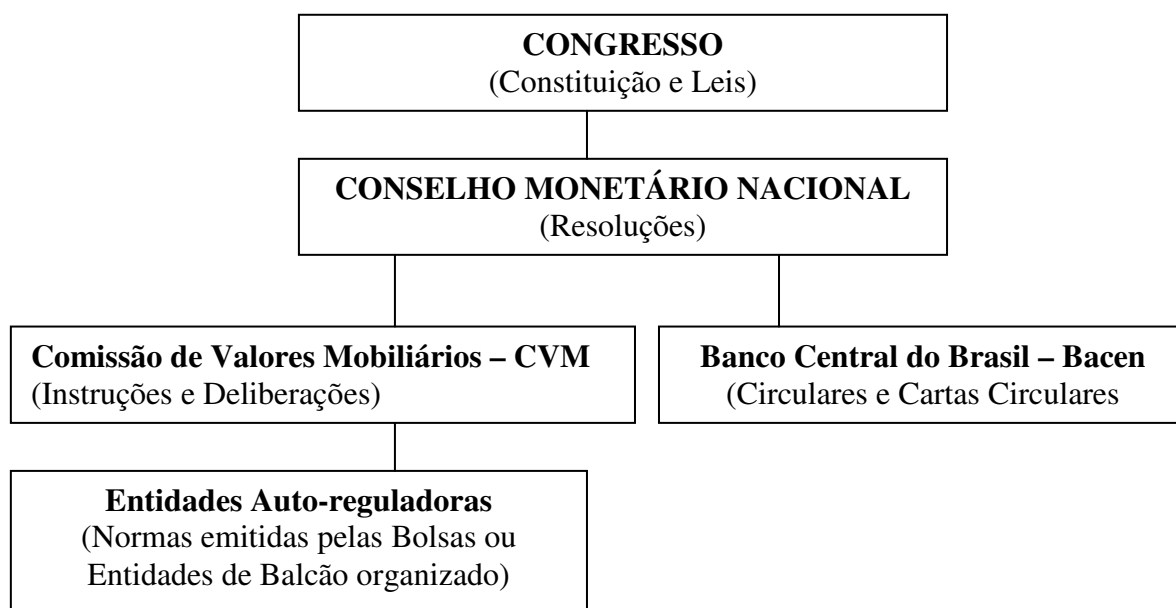 CONGRESSO
(Constituição e Leis)
CONSELHO MONETÁRIO NACIONAL
(Resoluções)
Comissão de Valores Mobiliários – CVM
(Instruções e Deliberações)
Banco Central do Brasil – Bacen
(Circulares e Cartas Circulares
Entidades Auto-reguladoras
(Normas emitidas pelas Bolsas ou
Entidades de Balcão organizado)